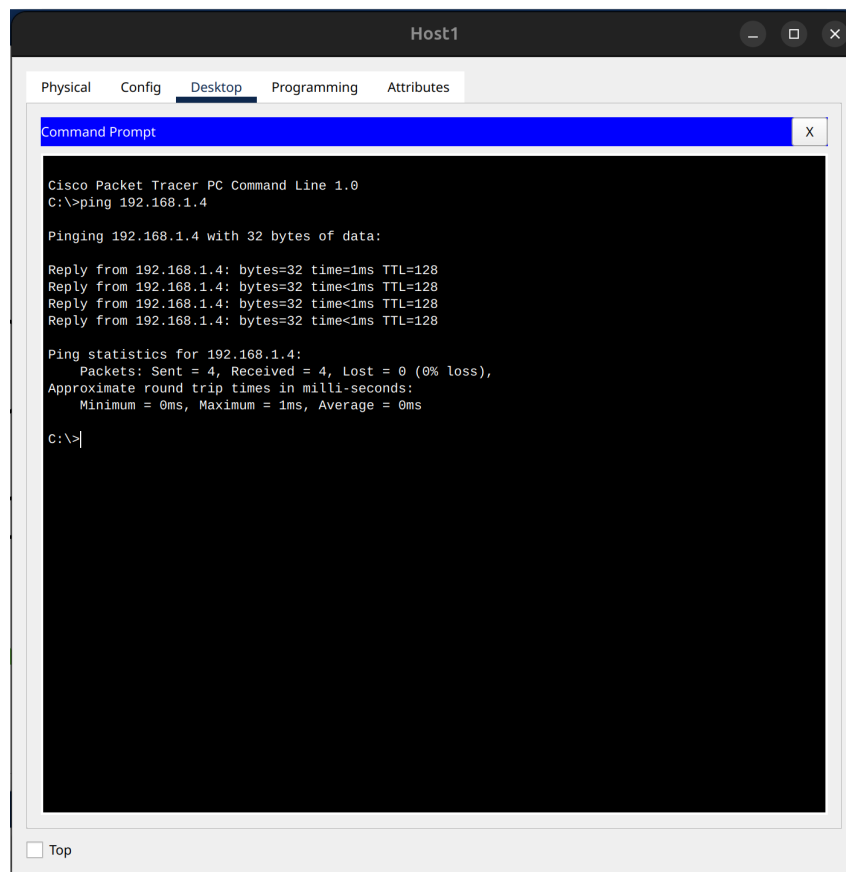 Host1
Physical Config Desktop Programming Attributes
Command Prompt X
Cisco Packet Tracer PC Command Line 1.0
C:\>ping 192.168.1.4
Pinging 192.168.1.4 with 32 bytes of data:
Reply from 192.168.1.4: bytes=32 time=1ms TTL=128
Reply from 192.168.1.4: bytes=32 time<1ms TTL=128
Reply from 192.168.1.4: bytes=32 time<1ms TTL=128
Reply from 192.168.1.4: bytes=32 time<1ms TTL=128
Ping statistics for 192.168.1.4:
    Packets: Sent = 4, Received = 4, Lost = 0 (0% loss),
Approximate round trip times in milli-seconds:
    Minimum = 0ms, Maximum = 1ms, Average = 0ms
C:\>
Top